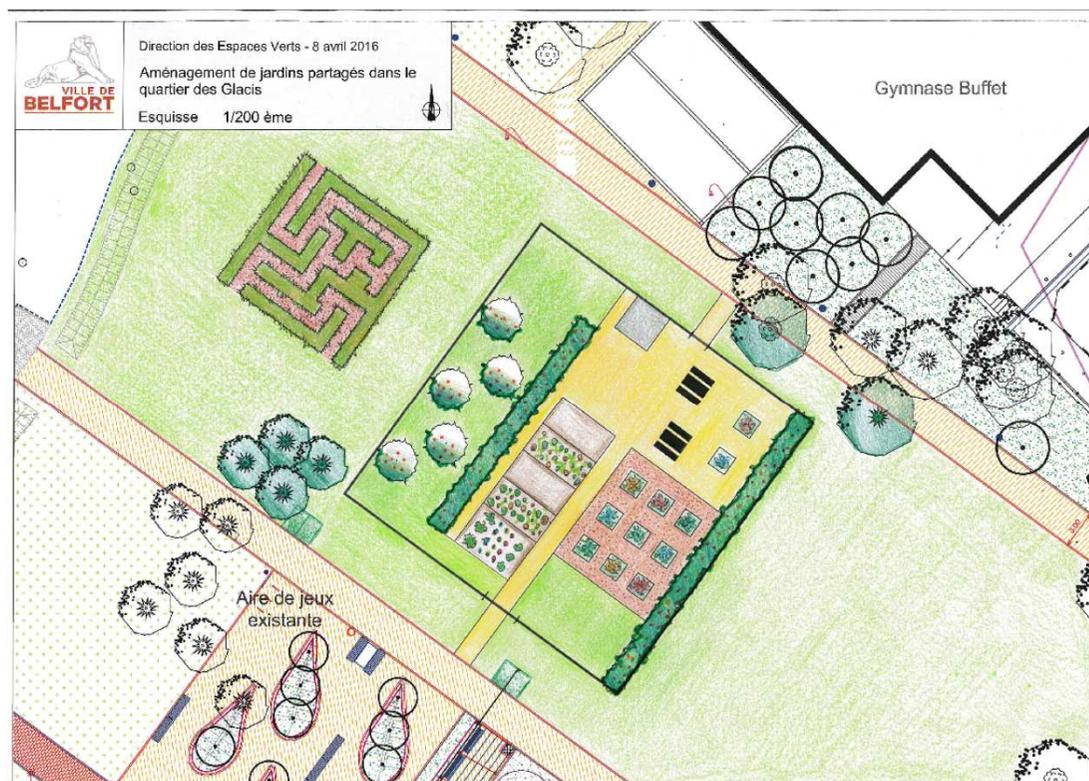 VILLE DE
BELFORT
Direction des Espaces Verts - 8 avril 2016
Aménagement de jardins partagés dans le
quartier des Glacis
Esquisse 1/200 ème
Gymnase Buffet
Aire de jeux
existante